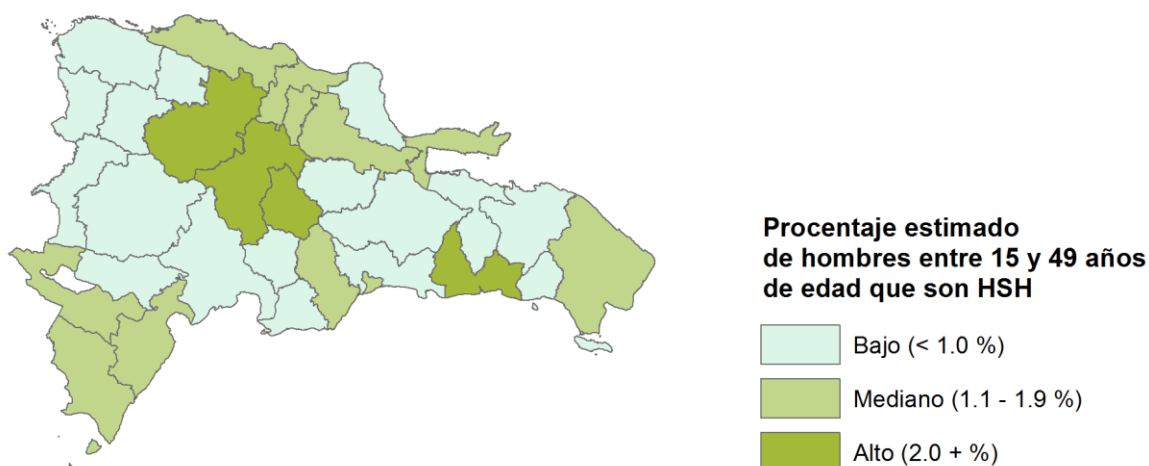 Procentaje estimado
de hombres entre 15 y 49 años
de edad que son HSH
Bajo (< 1.0 %)
Mediano (1.1 - 1.9 %)
Alto (2.0 + %)